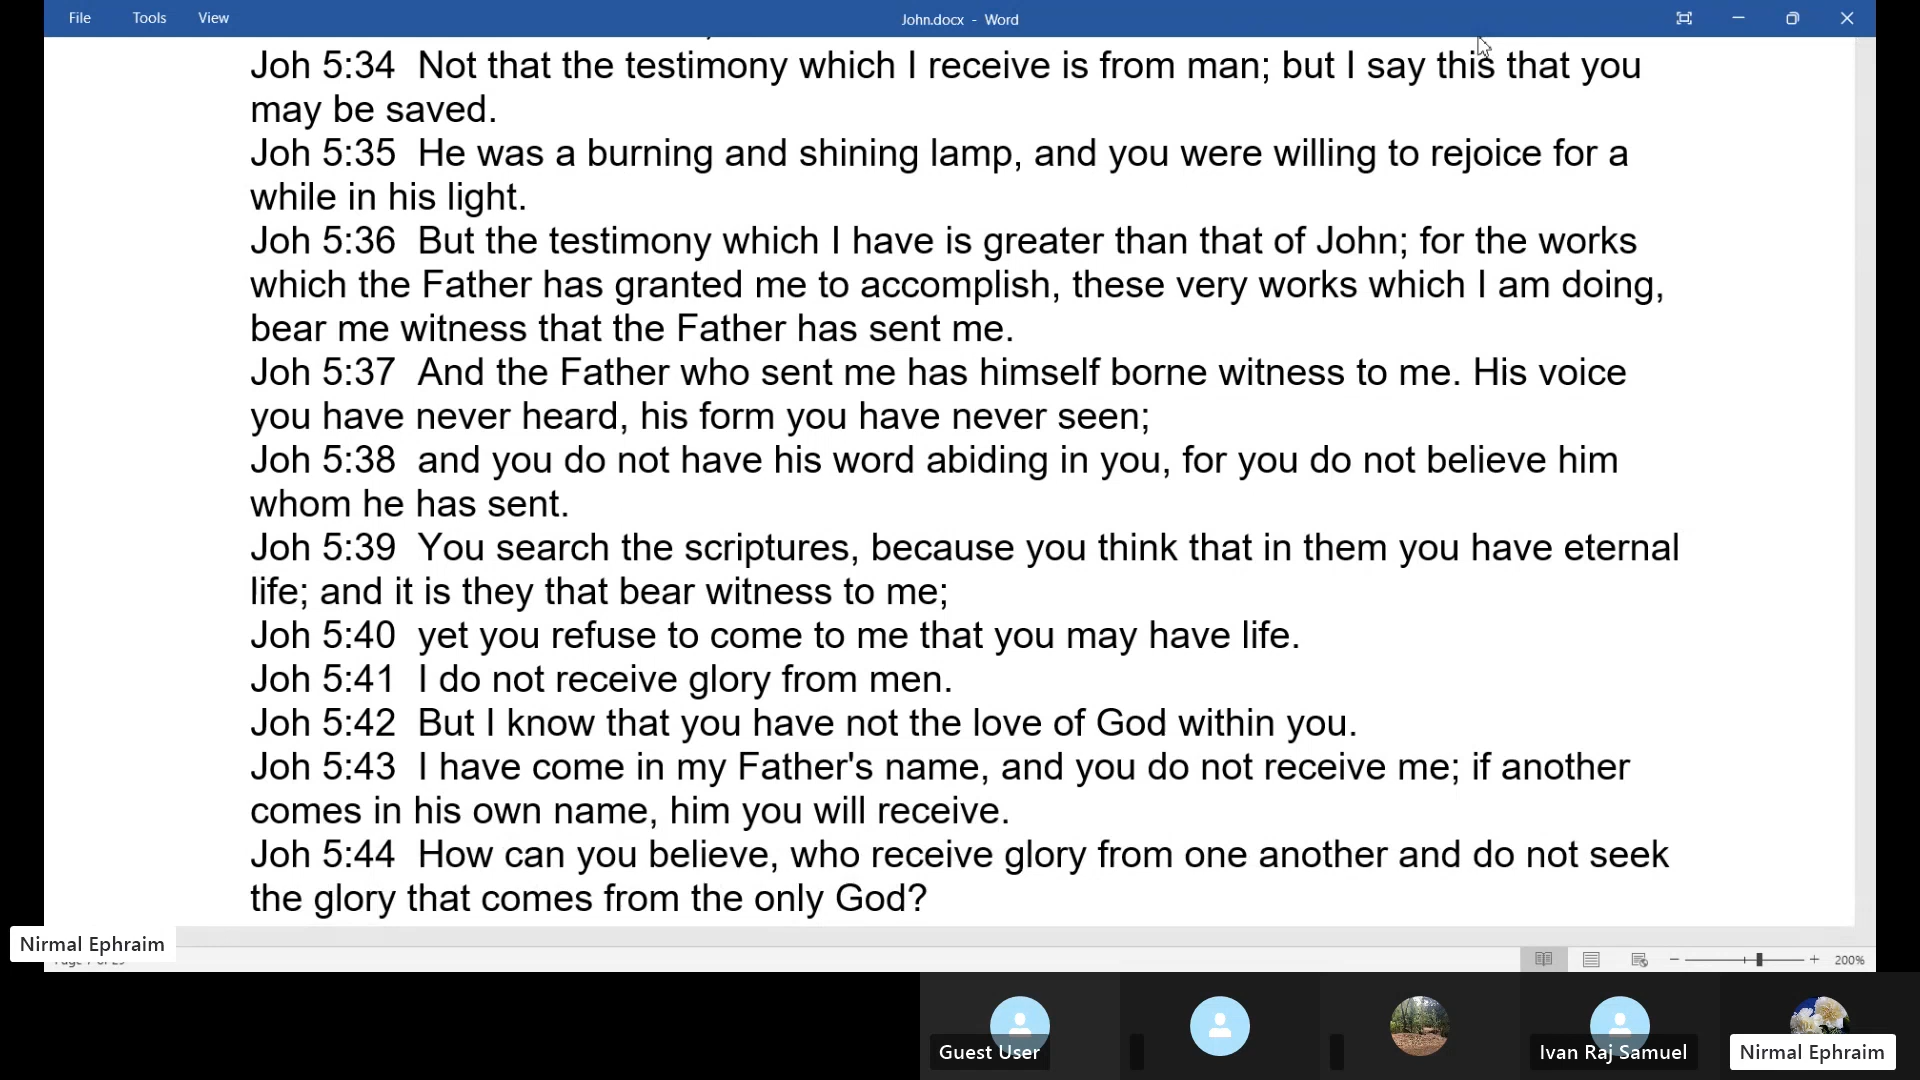 File Tools View John.docx - Word
Joh 5:34 Not that the testimony which I receive is from man; but I say this that you
may be saved.
Joh 5:35 He was a burning and shining lamp, and you were willing to rejoice for a
while in his light.
Joh 5:36 But the testimony which I have is greater than that of John; for the works
which the Father has granted me to accomplish, these very works which I am doing,
bear me witness that the Father has sent me.
Joh 5:37 And the Father who sent me has himself borne witness to me. His voice
you have never heard, his form you have never seen;
Joh 5:38 and you do not have his word abiding in you, for you do not believe him
whom he has sent.
Joh 5:39 You search the scriptures, because you think that in them you have eternal
life; and it is they that bear witness to me;
Joh 5:40 yet you refuse to come to me that you may have life.
Joh 5:41 I do not receive glory from men.
Joh 5:42 But I know that you have not the love of God within you.
Joh 5:43 I have come in my Father's name, and you do not receive me; if another
comes in his own name, him you will receive.
Joh 5:44 How can you believe, who receive glory from one another and do not seek
the glory that comes from the only God?
Nirmal Ephraim
200%
Guest User
Ivan Raj Samuel
Nirmal Ephraim